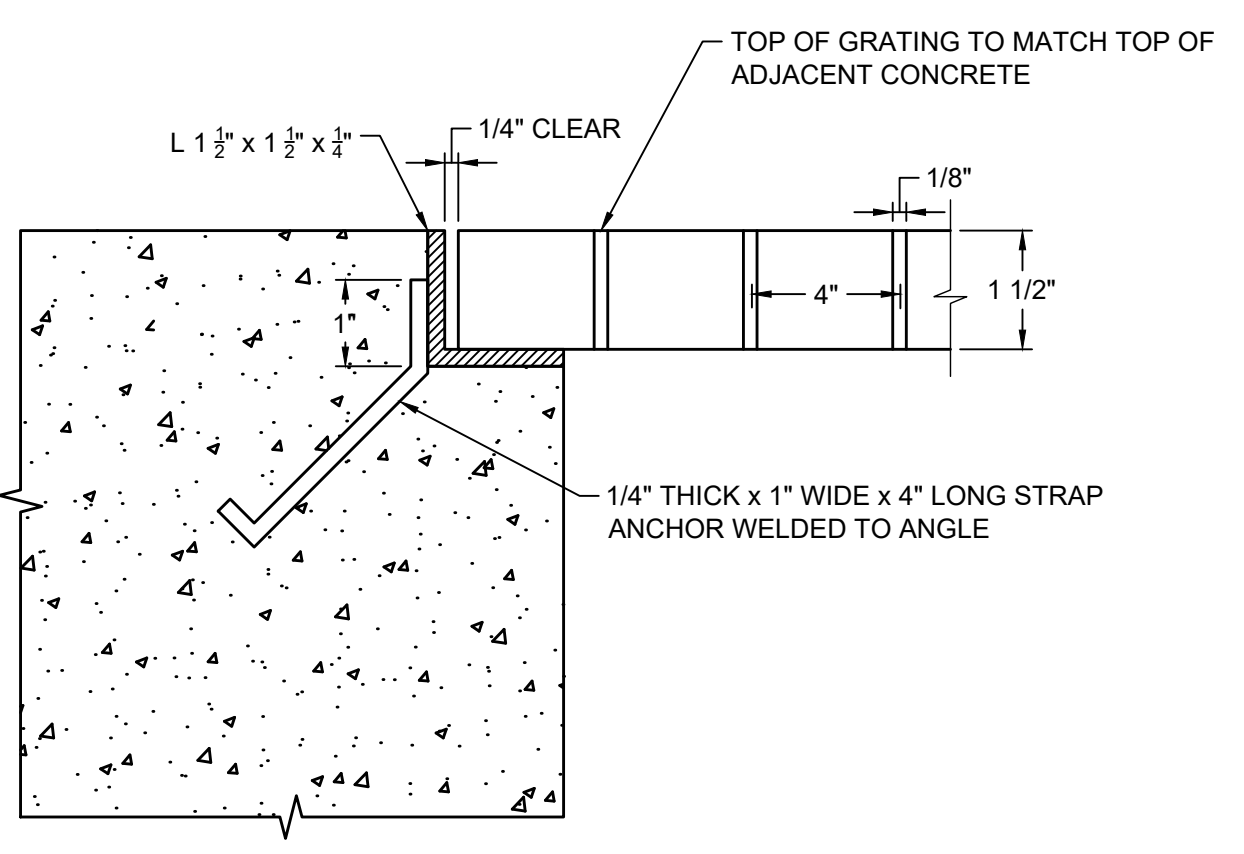 TOP OF GRATING TO MATCH TOP OF
ADJACENT CONCRETE
L 1 1/2" x 1 1/2" x 1/4"
1/4" CLEAR
1/8"
4"
1 1/2"
1"
1/4" THICK x 1" WIDE x 4" LONG STRAP
ANCHOR WELDED TO ANGLE